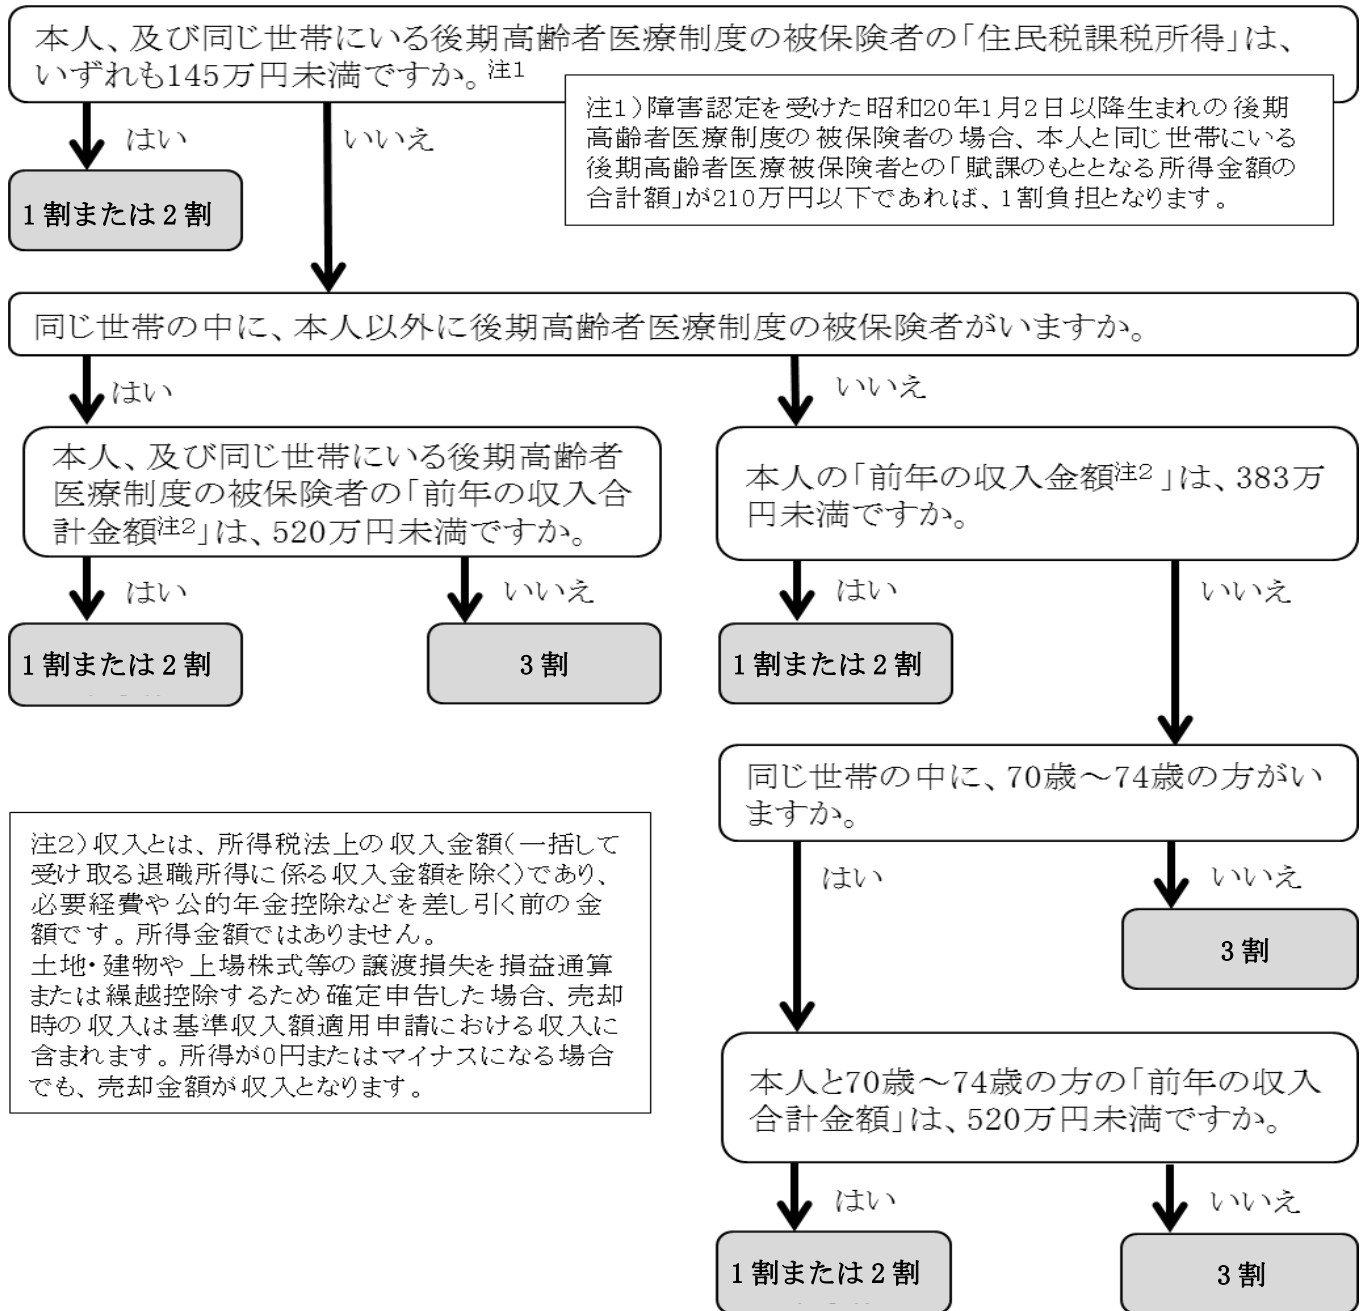 本人、及び同じ世帯にいる後期高齢者医療制度の被保険者の「住民税課税所得」は、
いずれも145万円未満ですか。注1
注1)障害認定を受けた昭和20年1月2日以降生まれの後期
高齢者医療制度の被保険者の場合、本人と同じ世帯にいる
後期高齢者医療被保険者との「賦課のもととなる所得金額の
合計額」が210万円以下であれば、1割負担となります。
はい
いいえ
1割または2割
同じ世帯の中に、本人以外に後期高齢者医療制度の被保険者がいますか。
はい
いいえ
本人、及び同じ世帯にいる後期高齢者
医療制度の被保険者の「前年の収入合
計金額注2」は、520万円未満ですか。
本人の「前年の収入金額注2」は、383万
円未満ですか。
はい
いいえ
はい
いいえ
1割または2割
3割
1割または2割
同じ世帯の中に、70歳～74歳の方がい
ますか。
注2)収入とは、所得税法上の収入金額(一括して
受け取る退職所得に係る収入金額を除く)であり、
必要経費や公的年金控除などを差し引く前の金
額です。所得金額ではありません。
土地・建物や上場株式等の譲渡損失を損益通算
または繰越控除するため確定申告した場合、売却
時の収入は基準収入額適用申請における収入に
含まれます。所得が0円またはマイナスになる場合
でも、売却金額が収入となります。
はい
いいえ
3割
本人と70歳～74歳の方の「前年の収入
合計金額」は、520万円未満ですか。
はい
いいえ
1割または2割
3割